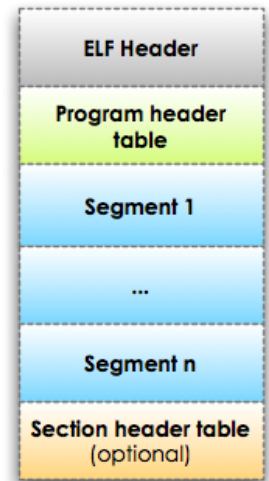 ELF Header
Program header
table
Segment 1
...
Segment n
Section header table
(optional)